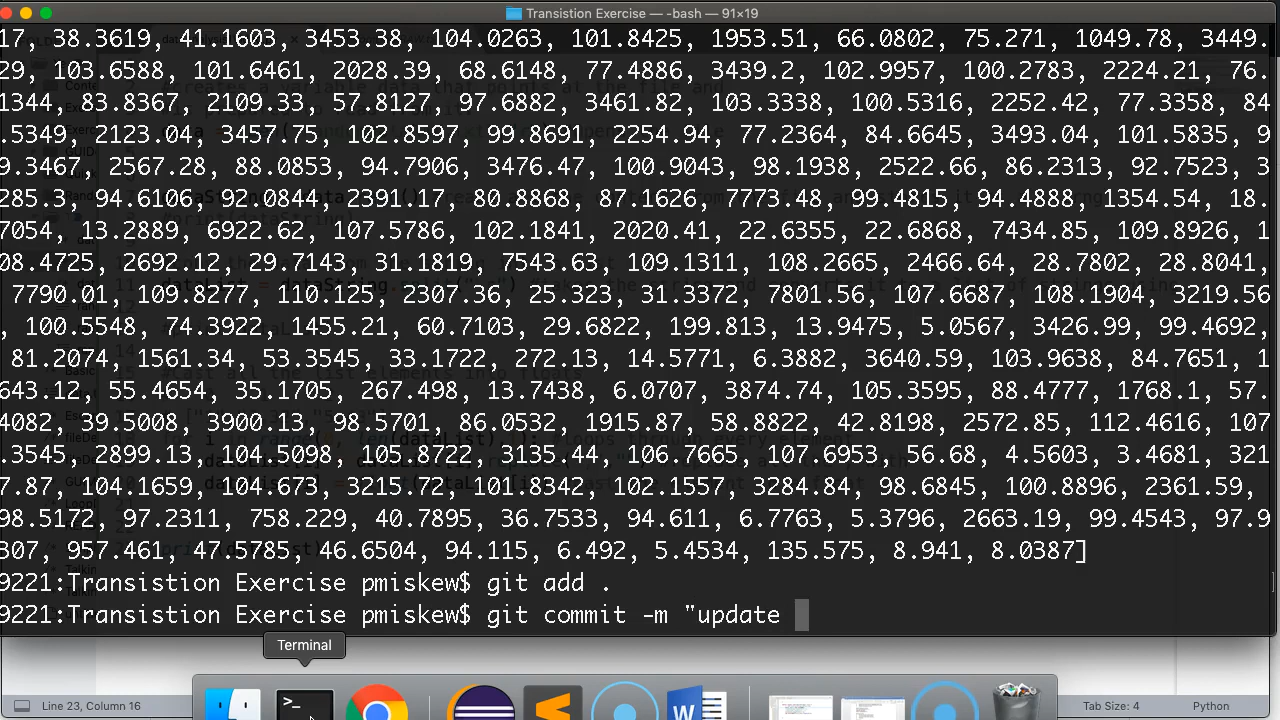 Transistion Exercise — -bash — 91×19
17, 38.3619, 41.1603, 3453.38, 104.0263, 101.8425, 1953.51, 66.0802, 75.271, 1049.78, 3449.
29, 103.6588, 101.6461, 2028.39, 68.6148, 77.4886, 3439.2, 102.9957, 100.2783, 2224.21, 76.
1344, 83.8367, 2109.33, 57.8127, 97.6882, 3461.82, 103.3338, 100.5316, 2252.42, 77.3358, 84
.5349, 2123.04, 3457.75, 102.8597, 99.8691, 2254.94, 77.2364, 84.6645, 3493.04, 101.5835, 9
9.3467, 2567.28, 88.0853, 94.7906, 3476.47, 100.9043, 98.1938, 2522.66, 86.2313, 92.7523, 3
285.5, 94.6106, 92.0844, 2391.17, 80.8868, 87.1626, 7773.48, 99.4815, 94.4888, 1354.54, 18.
7054, 13.2889, 6922.62, 107.5786, 102.1841, 2020.41, 22.6355, 22.6868, 7434.85, 109.8926, 1
08.4725, 2692.12, 29.7143, 31.1819, 7543.63, 109.1311, 108.2665, 2466.64, 28.7802, 28.8041,
7790.01, 109.8277, 110.125, 2307.36, 25.323, 31.3372, 7801.56, 107.6687, 108.1904, 3219.56
, 100.5548, 74.3922, 1455.21, 60.7103, 29.6822, 199.813, 13.9475, 5.0567, 3426.99, 99.4692,
81.2074, 1561.34, 53.3545, 33.1722, 272.13, 14.5771, 6.3882, 3640.59, 103.9638, 84.7651, 1
643.12, 55.4654, 35.1705, 267.498, 13.7438, 6.0707, 3874.74, 105.3595, 88.4777, 1768.1, 57.
4082, 39.5008, 3900.13, 98.5701, 86.0532, 1915.87, 58.8822, 42.8198, 2572.85, 112.4616, 107
.3545, 2899.13, 104.5098, 105.8722, 3135.44, 106.7665, 107.6953, 56.68, 4.5603, 3.4681, 321
7.87, 104.1659, 104.673, 3215.72, 101.8342, 102.1557, 3284.84, 98.6845, 100.8896, 2361.59,
98.5172, 97.2311, 758.229, 40.7895, 36.7533, 94.611, 6.7763, 5.3796, 2663.19, 99.4543, 97.9
307, 957.461, 47.5785, 46.6504, 94.115, 6.492, 5.4534, 135.575, 8.941, 8.0387]
9221:Transistion Exercise pmiskew$ git add .
9221:Transistion Exercise pmiskew$ git commit -m "update
Terminal
Line 23, Column 16
Tab Size: 4
Python